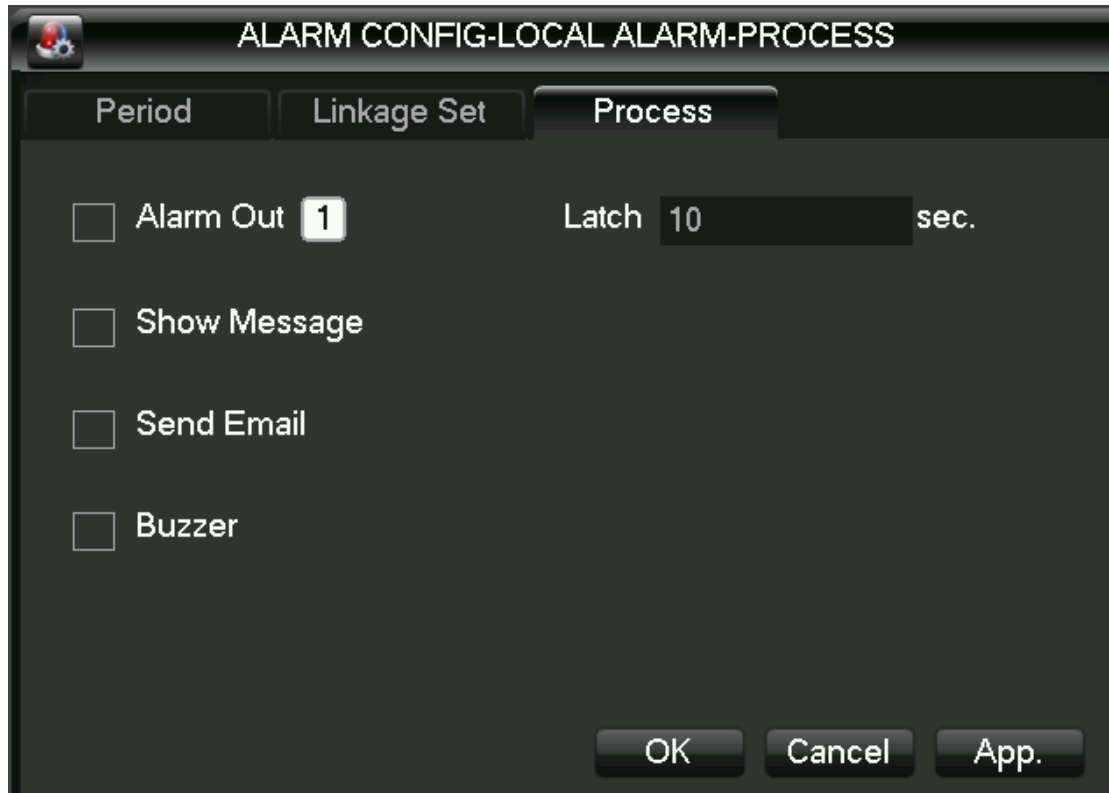 ALARM CONFIG-LOCAL ALARM-PROCESS
Period Linkage Set Process
Alarm Out 1 Latch 10 sec.
Show Message
Send Email
Buzzer
OK Cancel App.